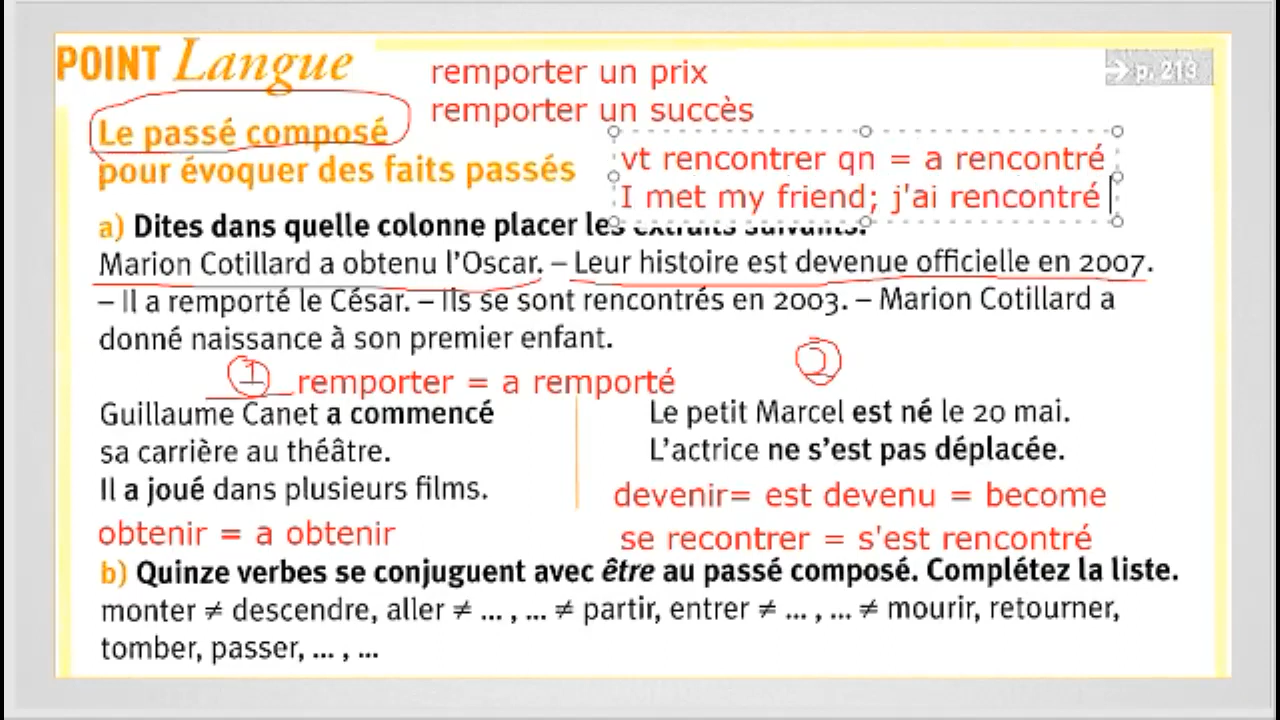 POINT Langue
remporter un prix
p. 213
remporter un succès
Le passé composé
pour évoquer des faits passés
vt rencontrer qn = a rencontré
I met my friend; j'ai rencontré
a) Dites dans quelle colonne placer les extraits suivants.
Marion Cotillard a obtenu l'Oscar. – Leur histoire est devenue officielle en 2007.
– Il a remporté le César. – Ils se sont rencontrés en 2003. – Marion Cotillard a
donné naissance à son premier enfant.
1
2
remporter = a remporté
Guillaume Canet a commencé
sa carrière au théâtre.
Il a joué dans plusieurs films.
obtenir = a obtenir
Le petit Marcel est né le 20 mai.
L'actrice ne s'est pas déplacée.
devenir= est devenu = become
se recontrer = s'est rencontré
b) Quinze verbes se conjuguent avec être au passé composé. Complétez la liste.
monter ≠ descendre, aller ≠ ... , ... ≠ partir, entrer ≠ ... , ... ≠ mourir, retourner,
tomber, passer, ... , ...